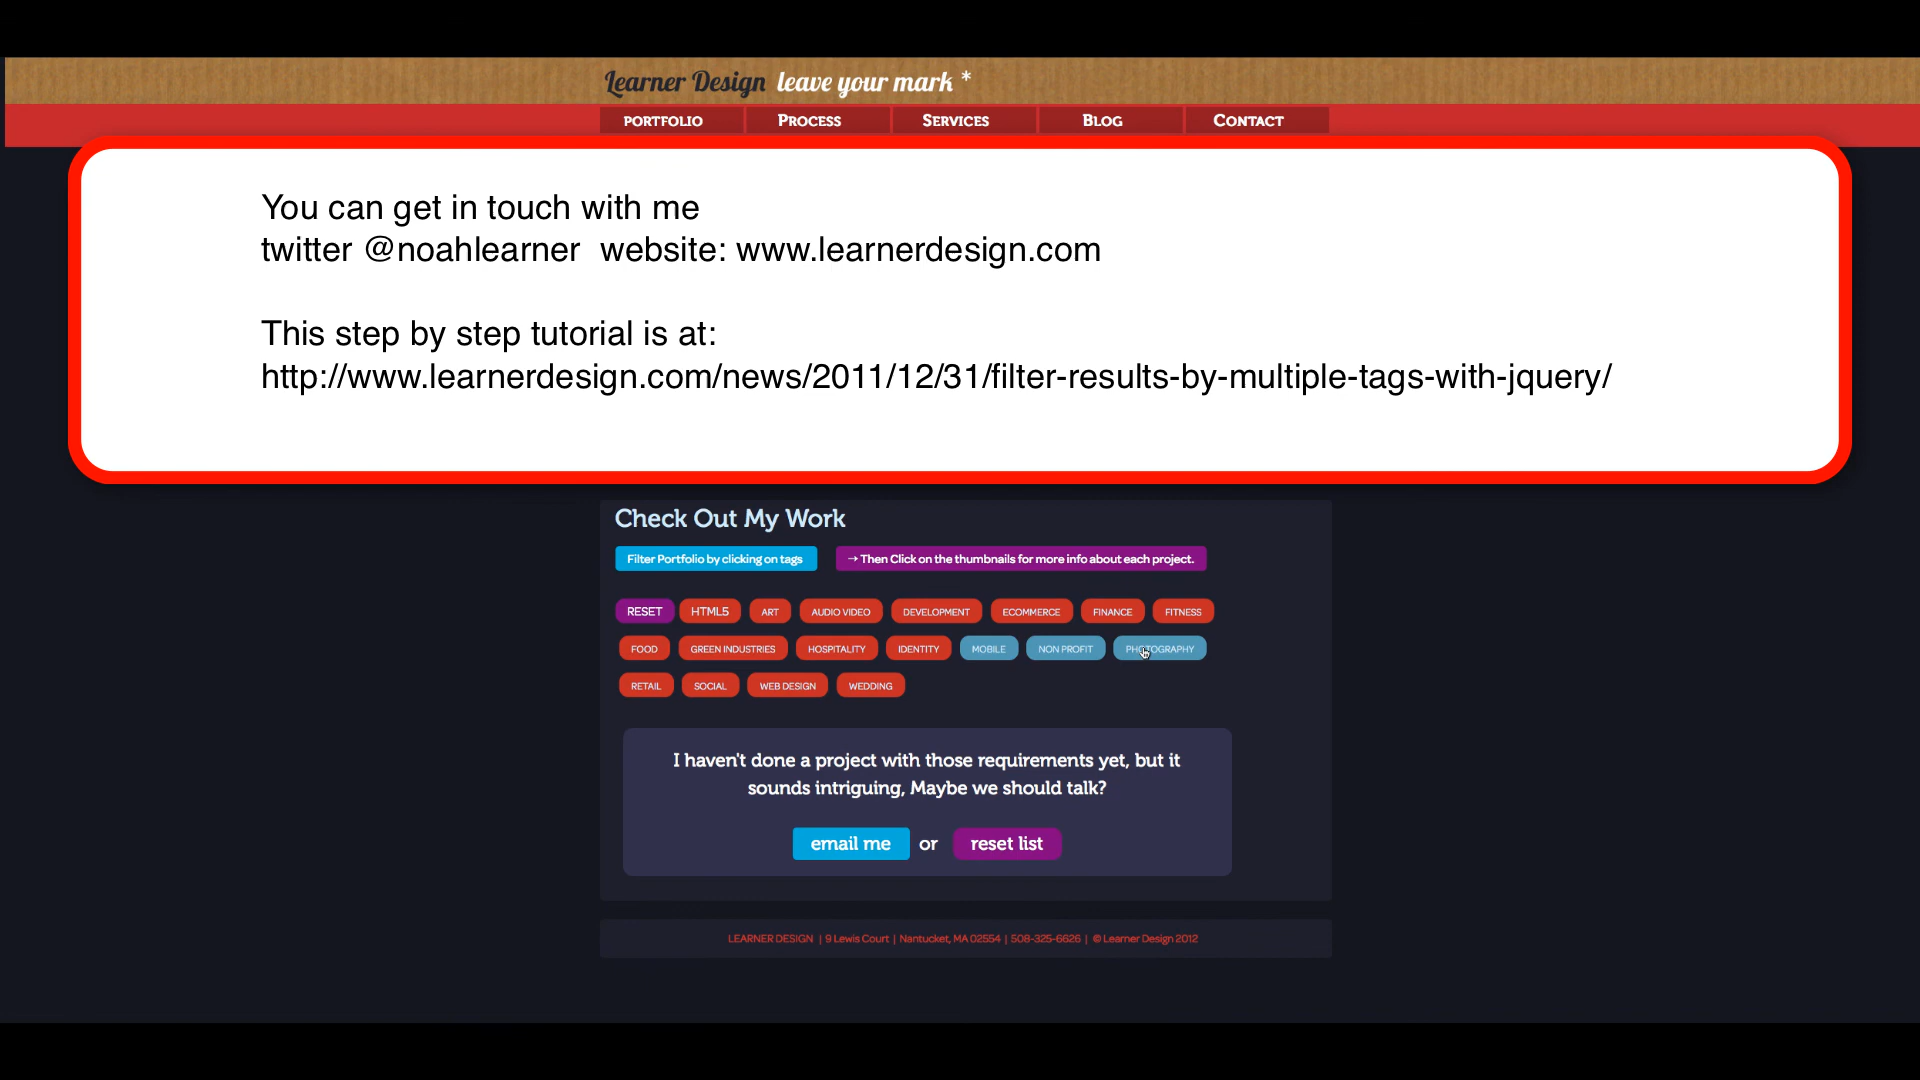 Learner Design leave your mark *
PORTFOLIO PROCESS SERVICES BLOG CONTACT
You can get in touch with me
twitter @noahlearner website: www.learnerdesign.com
This step by step tutorial is at:
http://www.learnerdesign.com/news/2011/12/31/filter-results-by-multiple-tags-with-jquery/
Check Out My Work
Filter Portfolio by clicking on tags → Then Click on the thumbnails for more info about each project.
RESET HTML5 ART AUDIO VIDEO DEVELOPMENT ECOMMERCE FINANCE FITNESS
FOOD GREEN INDUSTRIES HOSPITALITY IDENTITY MOBILE NON PROFIT PHOTOGRAPHY
RETAIL SOCIAL WEB DESIGN WEDDING
I haven't done a project with those requirements yet, but it
sounds intriguing, Maybe we should talk?
email me or reset list
LEARNER DESIGN | 9 Lewis Court | Nantucket, MA 02554 | 508-325-6626 | © Learner Design 2012